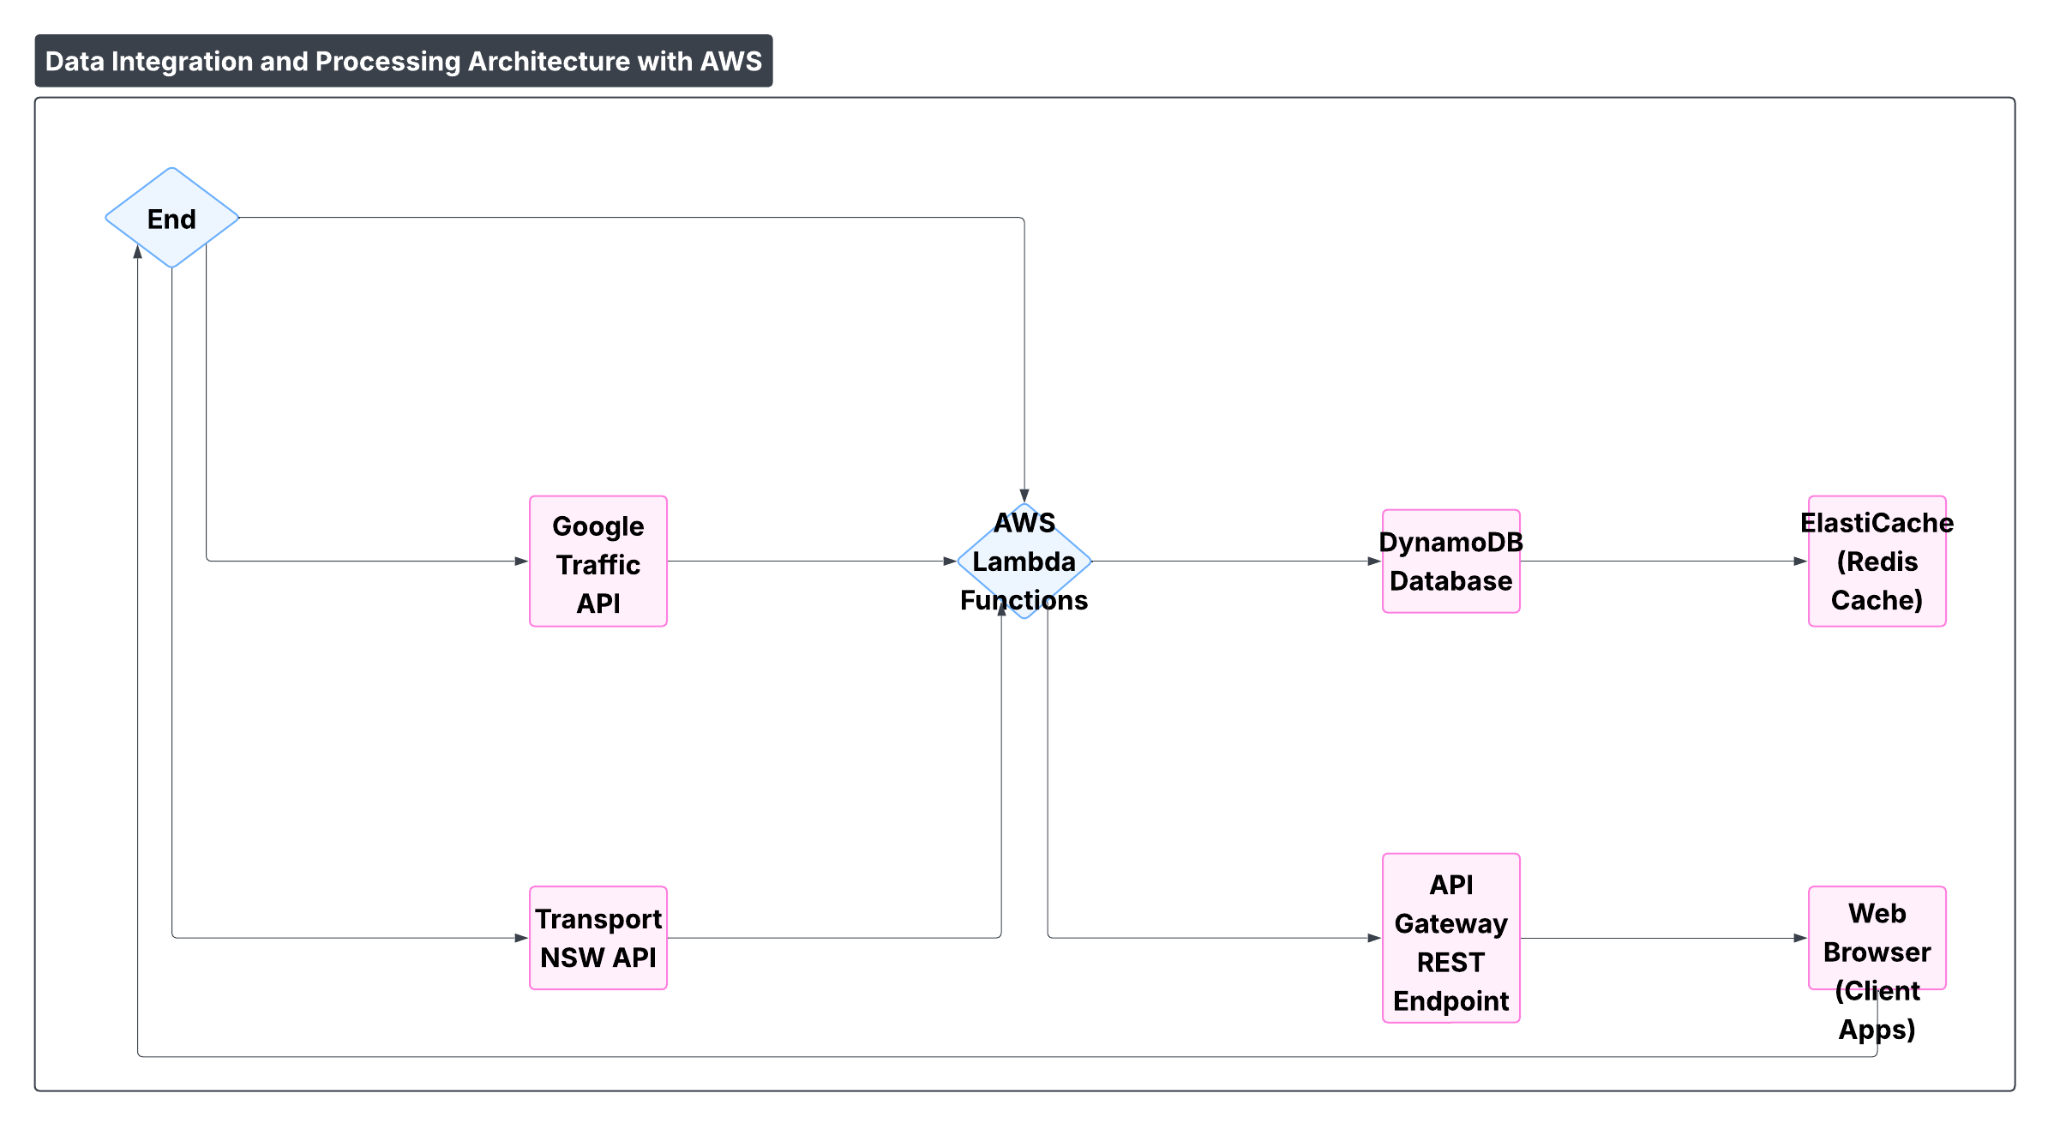 Data Integration and Processing Architecture with AWS
End
Google
Traffic
API
AWS
Lambda
Functions
DynamoDB
Database
ElastiCache
(Redis
Cache)
Transport
NSW API
API
Gateway
REST
Endpoint
Web
Browser
(Client
Apps)